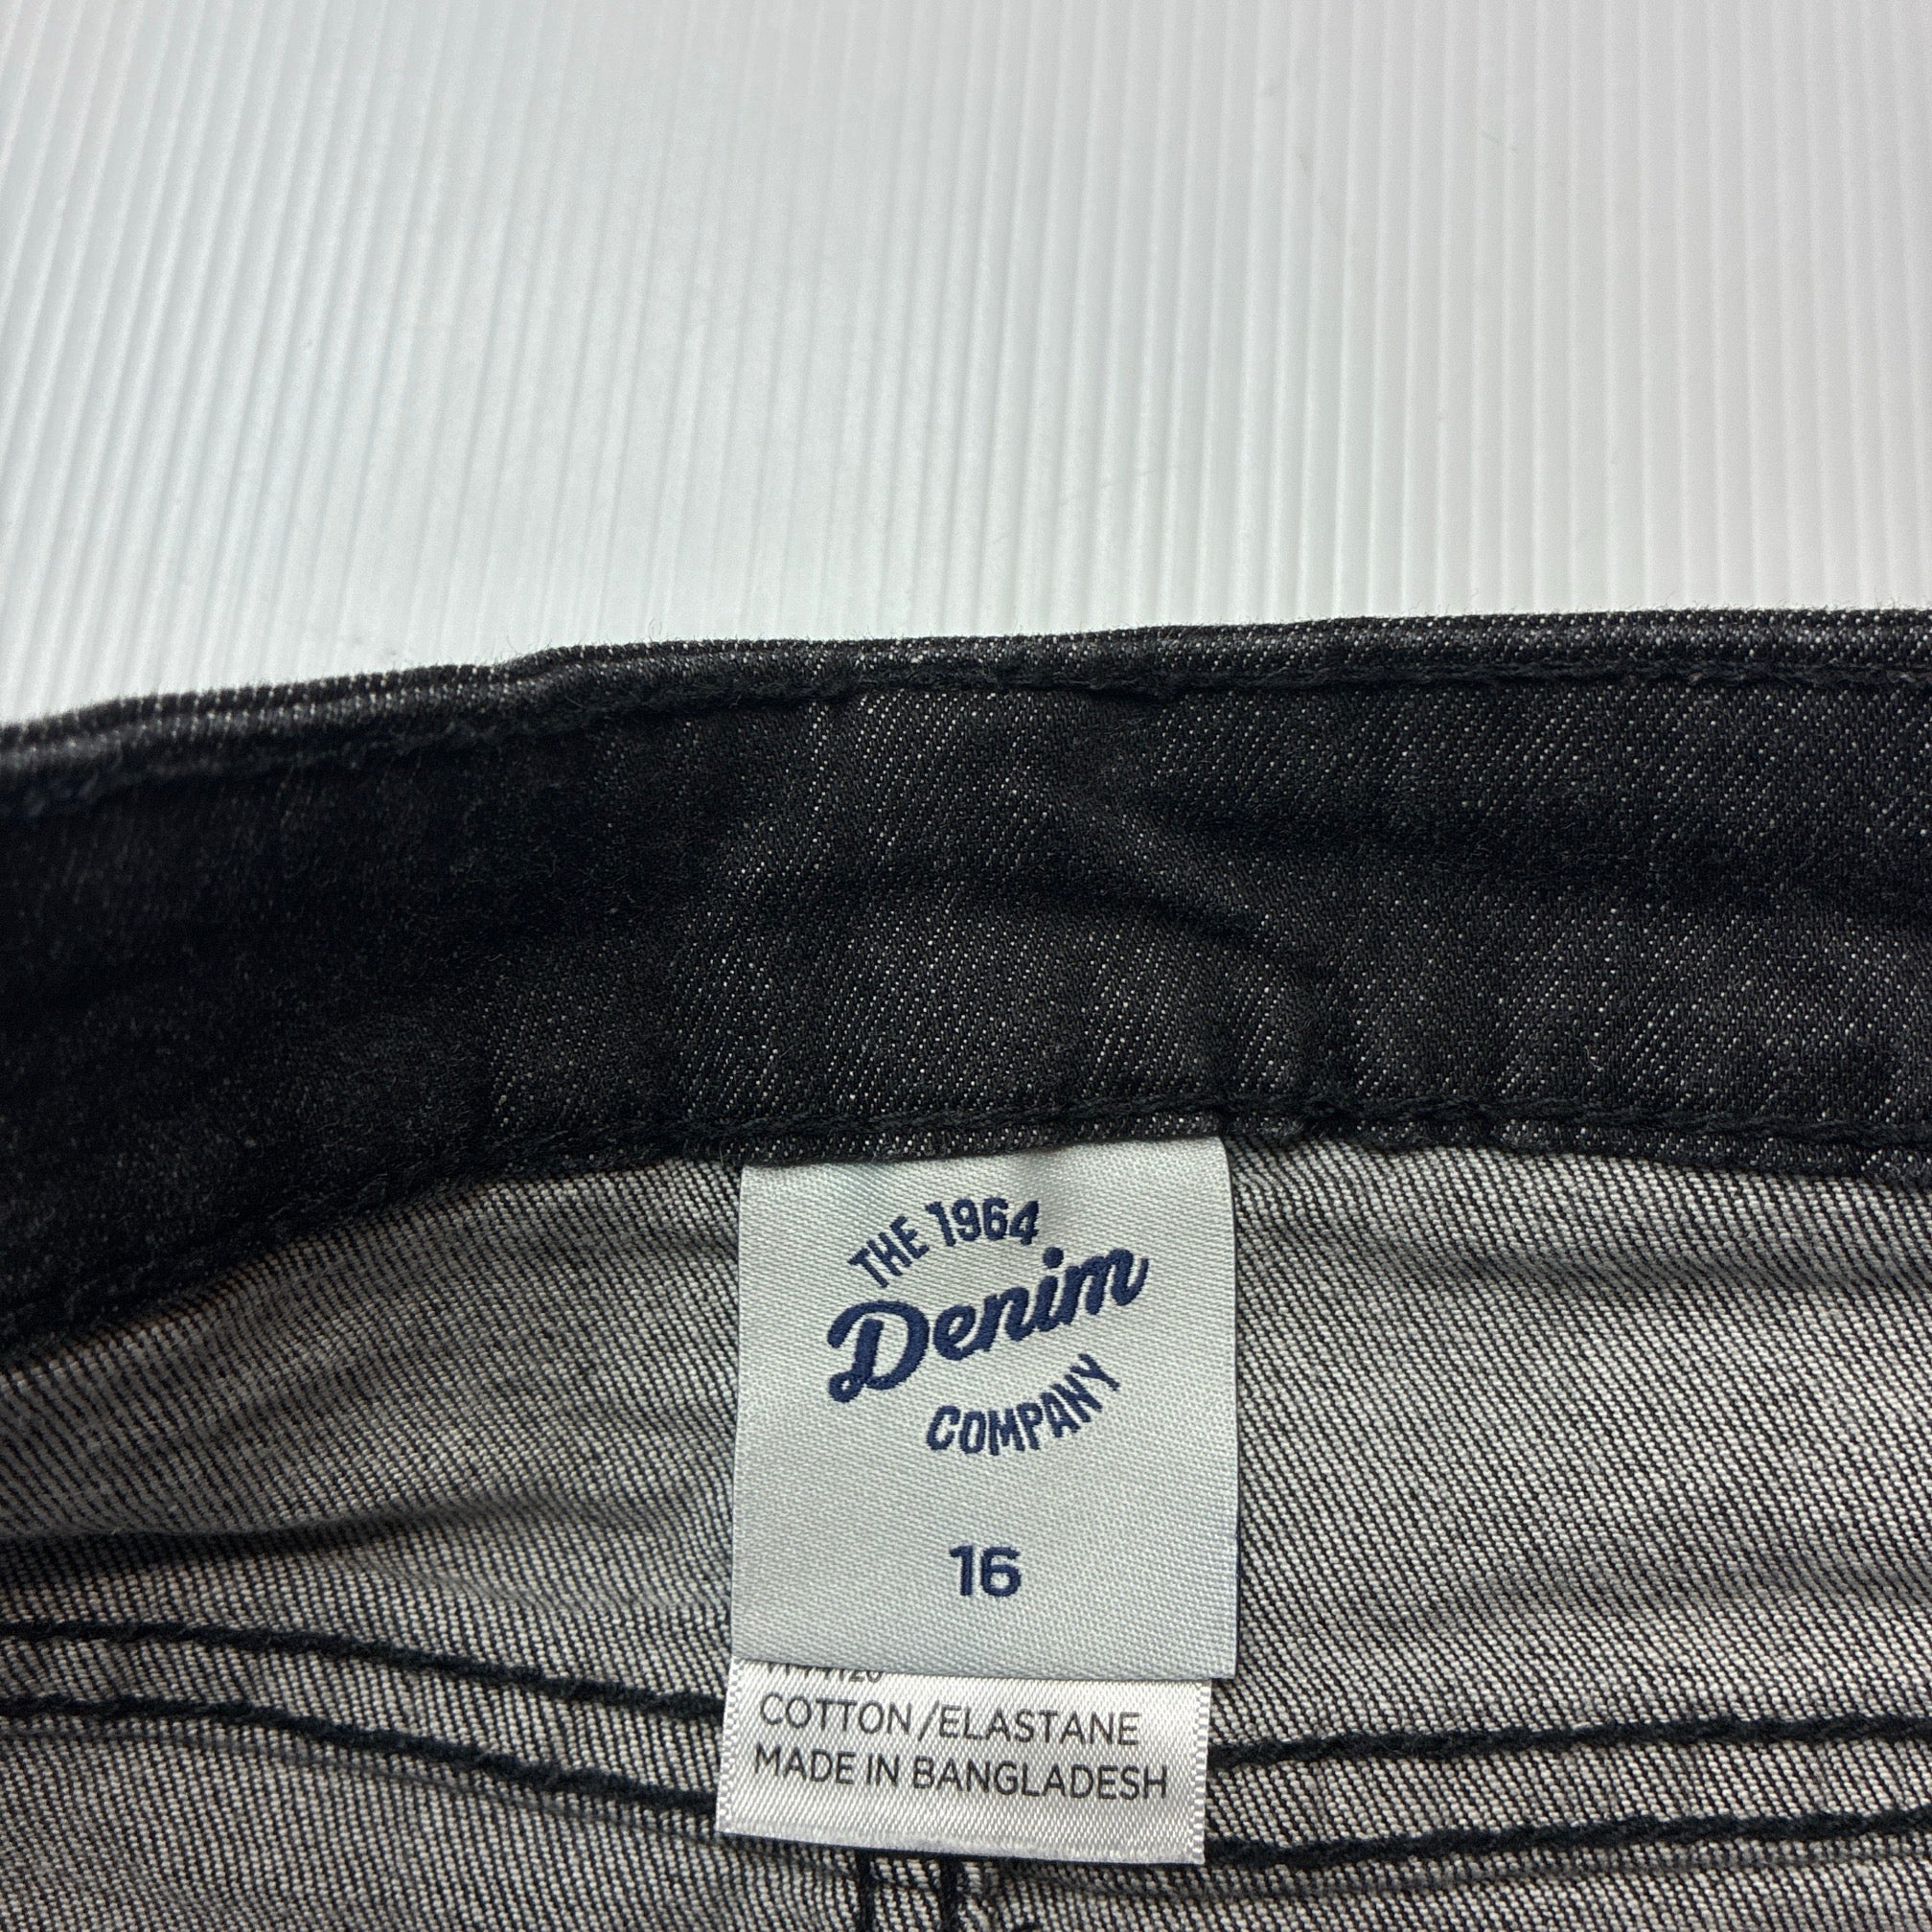 THE 1964
Denim
COMPANY
16
COTTON/ELASTANE
MADE IN BANGLADESH